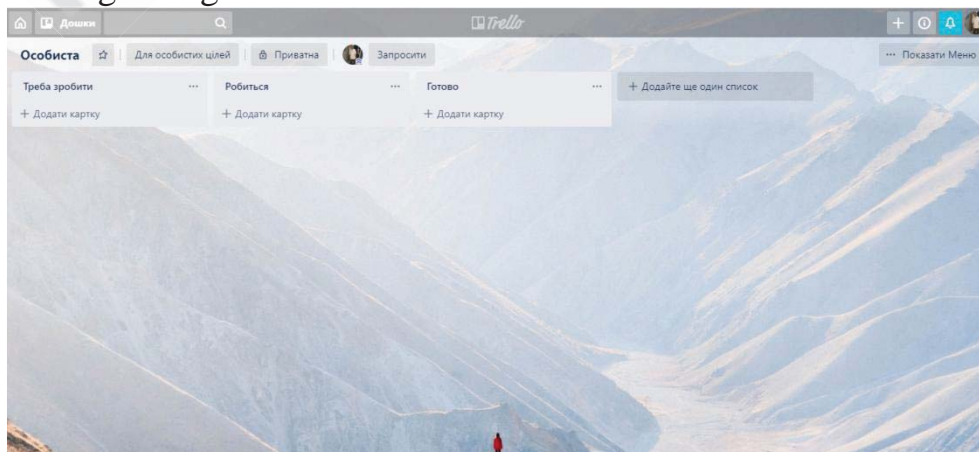 Дошки
Trello
Особиста
Для особистих цілей
Приватна
Запросити
... Показати Меню
Треба зробити ...
Робиться ...
Готово ...
+ Додайте ще один список
+ Додати картку
+ Додати картку
+ Додати картку